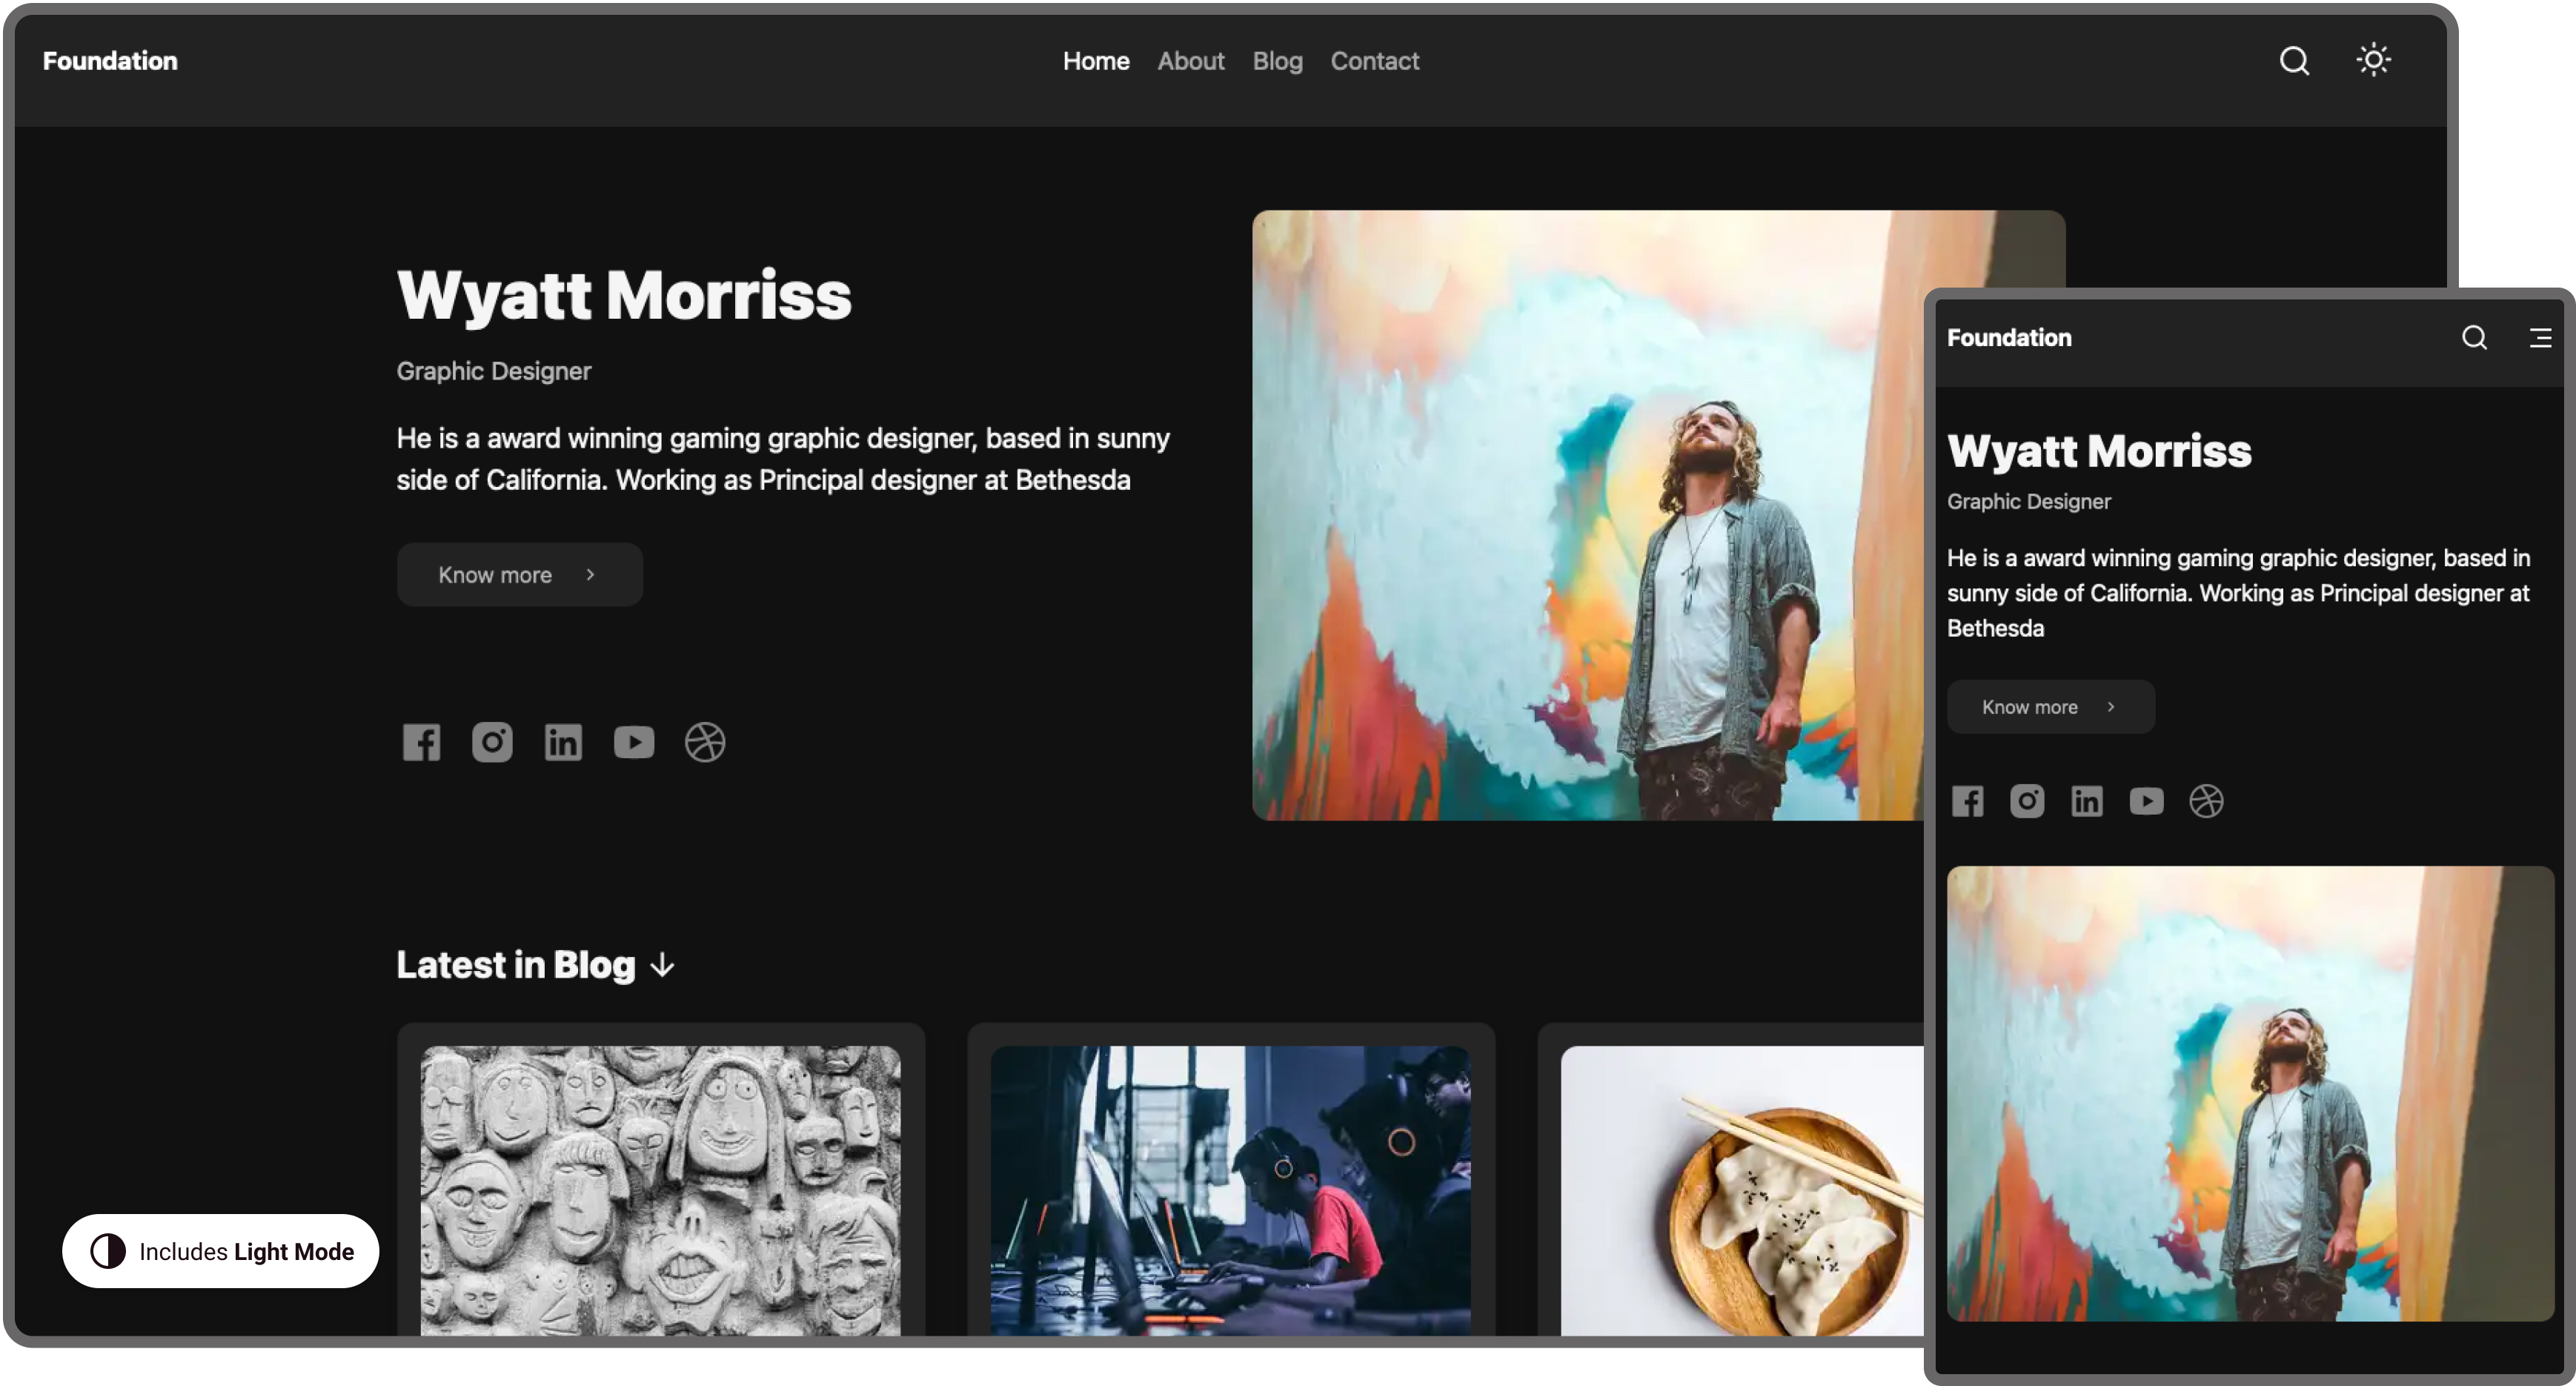 Foundation
Home About Blog Contact
Wyatt Morriss
Graphic Designer
He is a award winning gaming graphic designer, based in sunny
side of California. Working as Principal designer at Bethesda
Know more
Latest in Blog ↓
Includes Light Mode
Foundation
Wyatt Morriss
Graphic Designer
He is a award winning gaming graphic designer, based in
sunny side of California. Working as Principal designer at
Bethesda
Know more